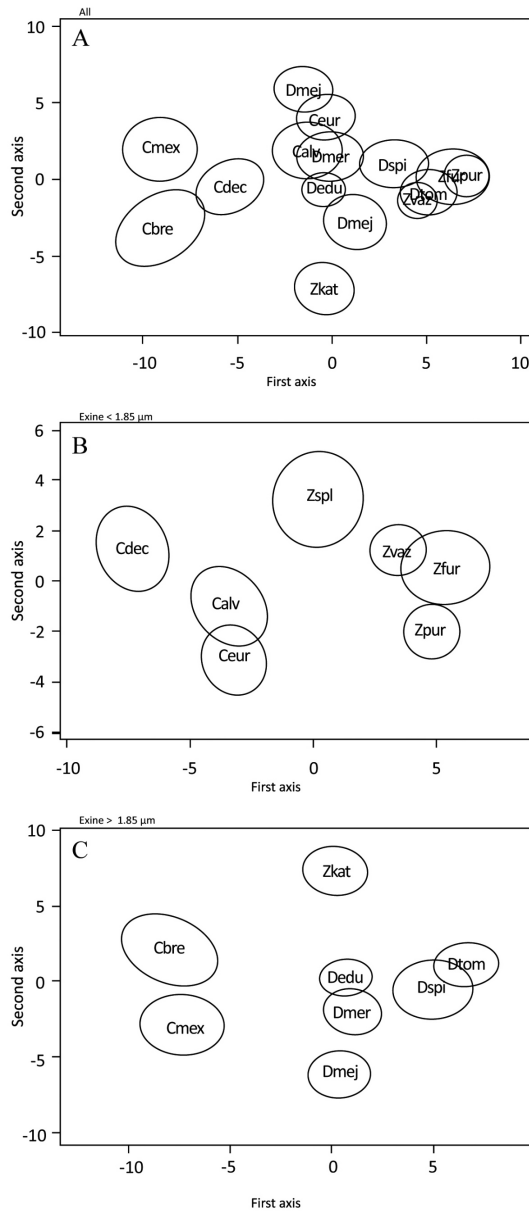 All
A
10
5
0
-5
-10
Second axis
Dmej
Ceur
Cmex
Calv
Dmer
Dspi
Zfur
Zpur
Cdec
Dedu
Dtom
Zvaz
Cbre
Dmej
Zkat
-10 -5 0 5 10
First axis
Exine < 1.85 µm
B
6
4
2
0
-2
-4
-6
Second axis
Zspl
Cdec
Zvaz
Zfur
Calv
Zpur
Ceur
-10 -5 0 5
First axis
Exine > 1.85 µm
C
10
5
0
-5
-10
Second axis
Zkat
Cbre
Dtom
Dedu
Dspi
Dmer
Cmex
Dmej
-10 -5 0 5
First axis